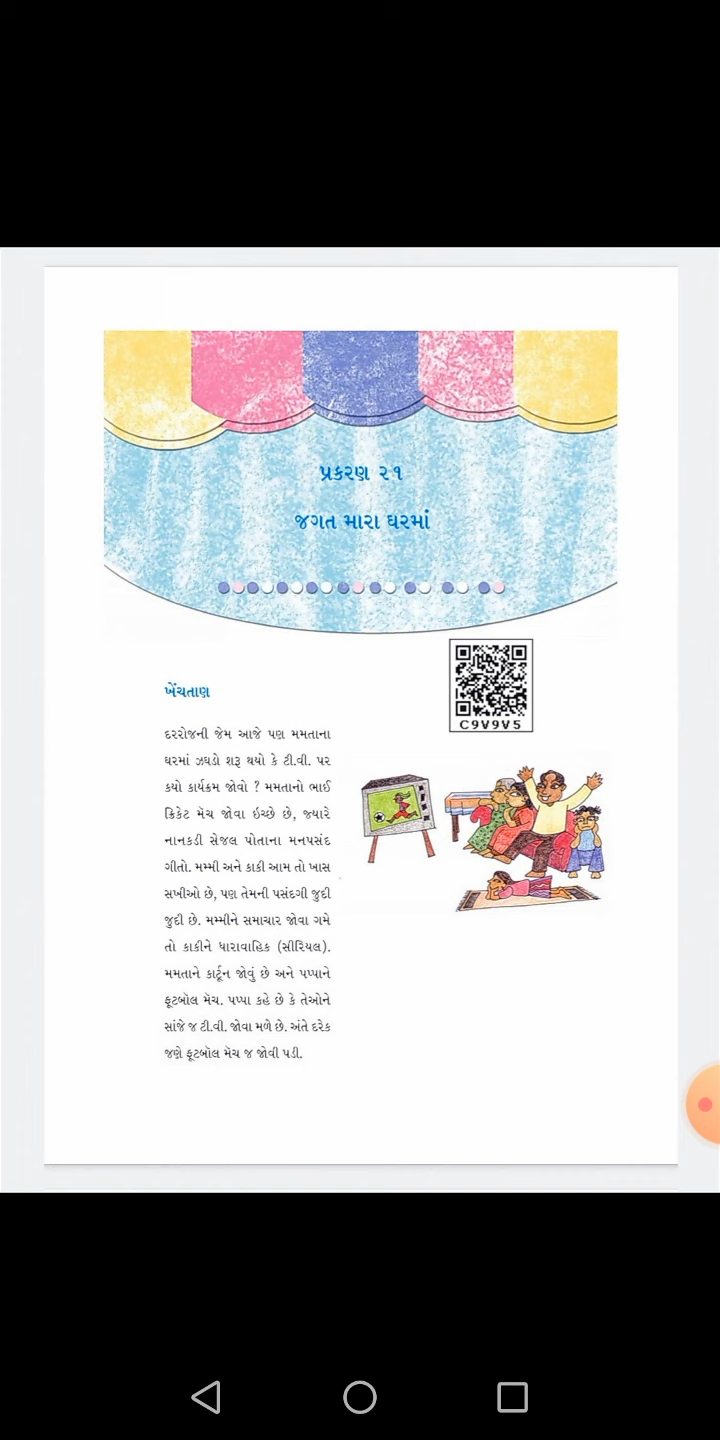 પ્રકરણ ૨૧
જગત મારા ઘરમાં
C9V9V5
ખેંચતાણ
દરરોજની જેમ આજે પણ મમતાના
ઘરમાં ઝઘડો શરૂ થયો કે ટી.વી. પર
કયો કાર્યક્રમ જોવો ? મમતાનો ભાઈ
ક્રિકેટ મૅચ જોવા ઇચ્છે છે, જ્યારે
નાનકડી સેજલ પોતાના મનપસંદ
ગીતો. મમ્મી અને કાકી આમ તો ખાસ
સખીઓ છે, પણ તેમની પસંદગી જુદી
જુદી છે. મમ્મીને સમાચાર જોવા ગમે
તો કાકીને ધારાવાહિક (સીરિયલ).
મમતાને કાર્ટૂન જોવું છે અને પપ્પાને
ફૂટબૉલ મૅચ. પપ્પા કહે છે કે તેઓને
સાંજે જ ટી.વી. જોવા મળે છે. અંતે દરેક
જણે ફૂટબૉલ મૅચ જ જોવી પડી.